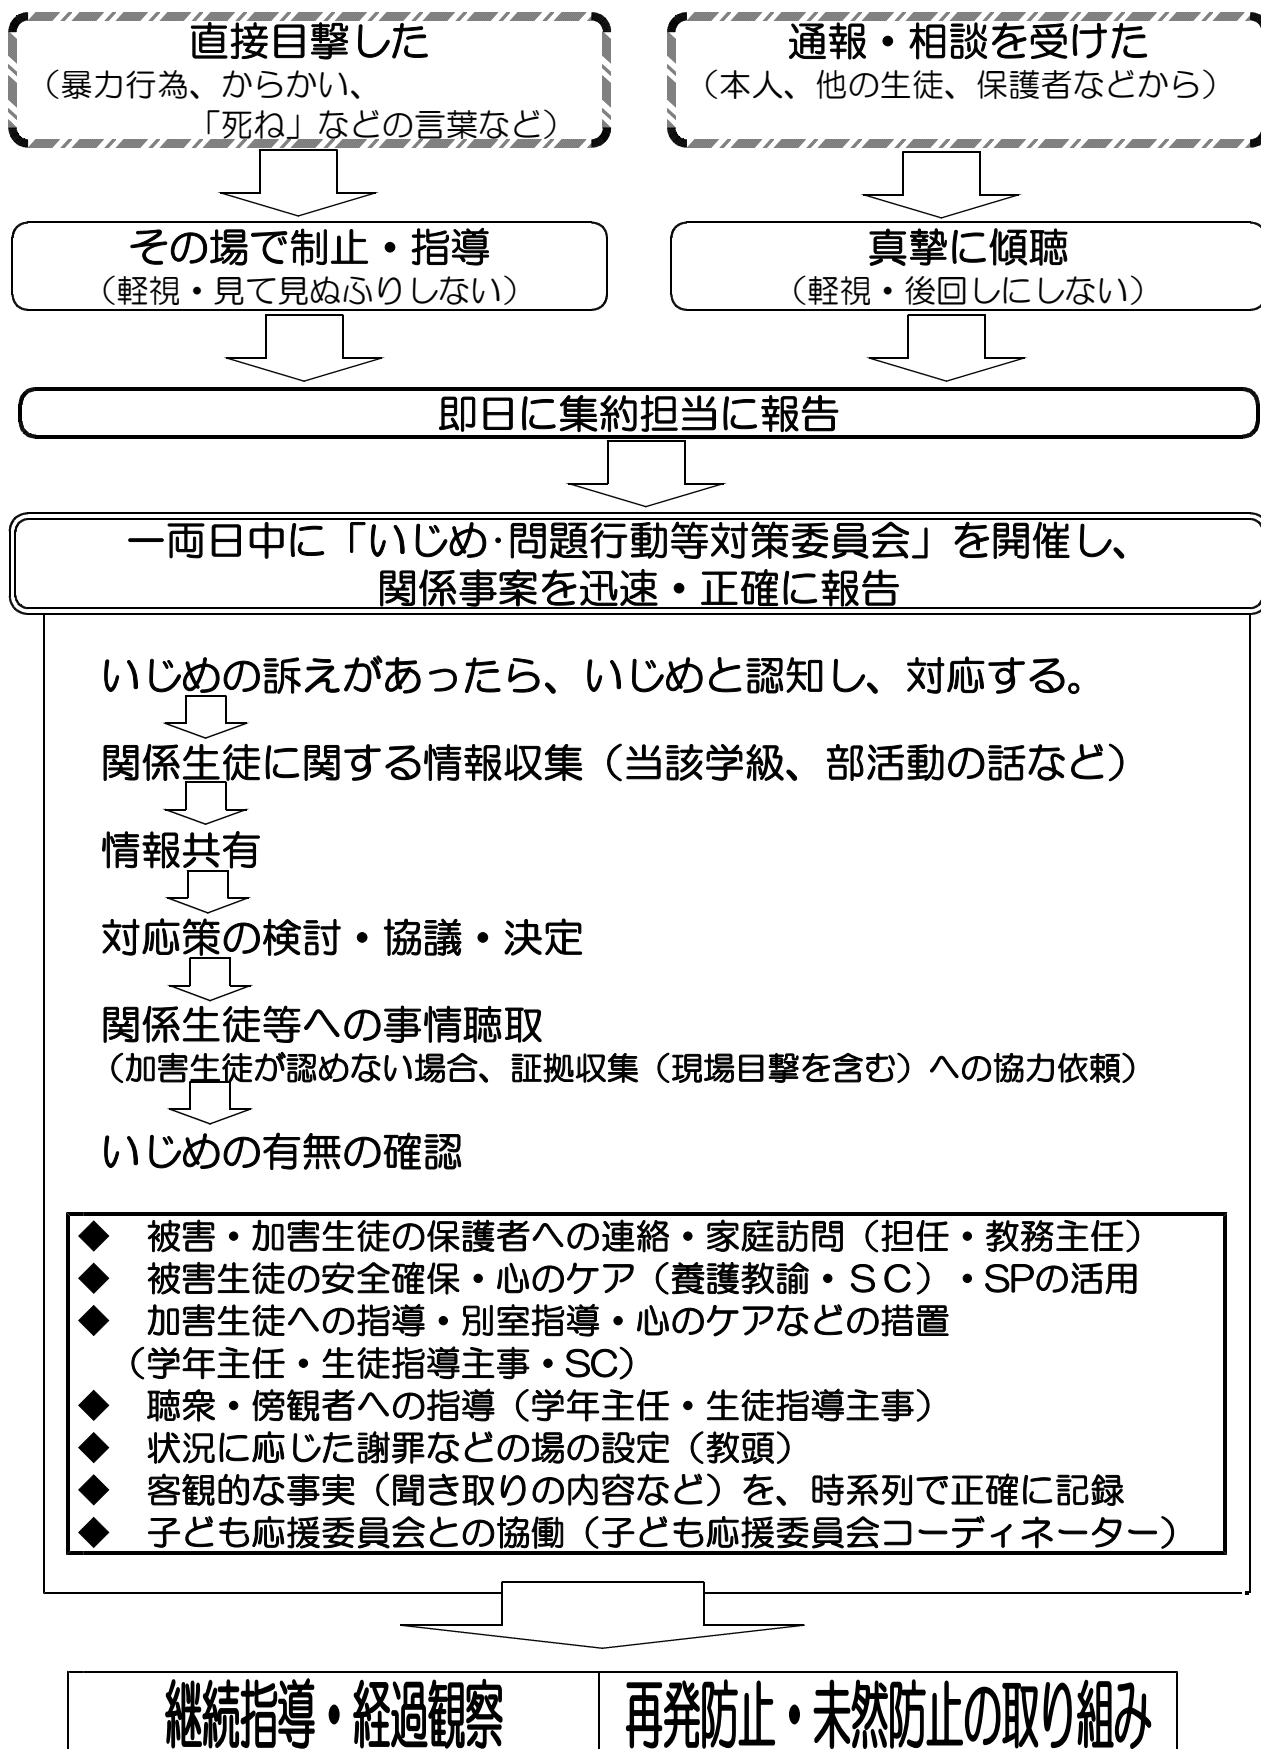 直接目撃した
（暴力行為、からかい、
「死ね」などの言葉など）
通報・相談を受けた
（本人、他の生徒、保護者などから）
その場で制止・指導
（軽視・見て見ぬふりしない）
真摯に傾聴
（軽視・後回しにしない）
即日に集約担当に報告
一両日中に「いじめ･問題行動等対策委員会」を開催し、
関係事案を迅速・正確に報告
いじめの訴えがあったら、いじめと認知し、対応する。
関係生徒に関する情報収集（当該学級、部活動の話など）
情報共有
対応策の検討・協議・決定
関係生徒等への事情聴取
（加害生徒が認めない場合、証拠収集（現場目撃を含む）への協力依頼）
いじめの有無の確認
◆　被害・加害生徒の保護者への連絡・家庭訪問（担任・教務主任）
◆　被害生徒の安全確保・心のケア（養護教諭・ＳＣ）・SPの活用
◆　加害生徒への指導・別室指導・心のケアなどの措置
（学年主任・生徒指導主事・SC）
◆　聴衆・傍観者への指導（学年主任・生徒指導主事）
◆　状況に応じた謝罪などの場の設定（教頭）
◆　客観的な事実（聞き取りの内容など）を、時系列で正確に記録
◆　子ども応援委員会との協働（子ども応援委員会コーディネーター）
継続指導・経過観察
再発防止・未然防止の取り組み